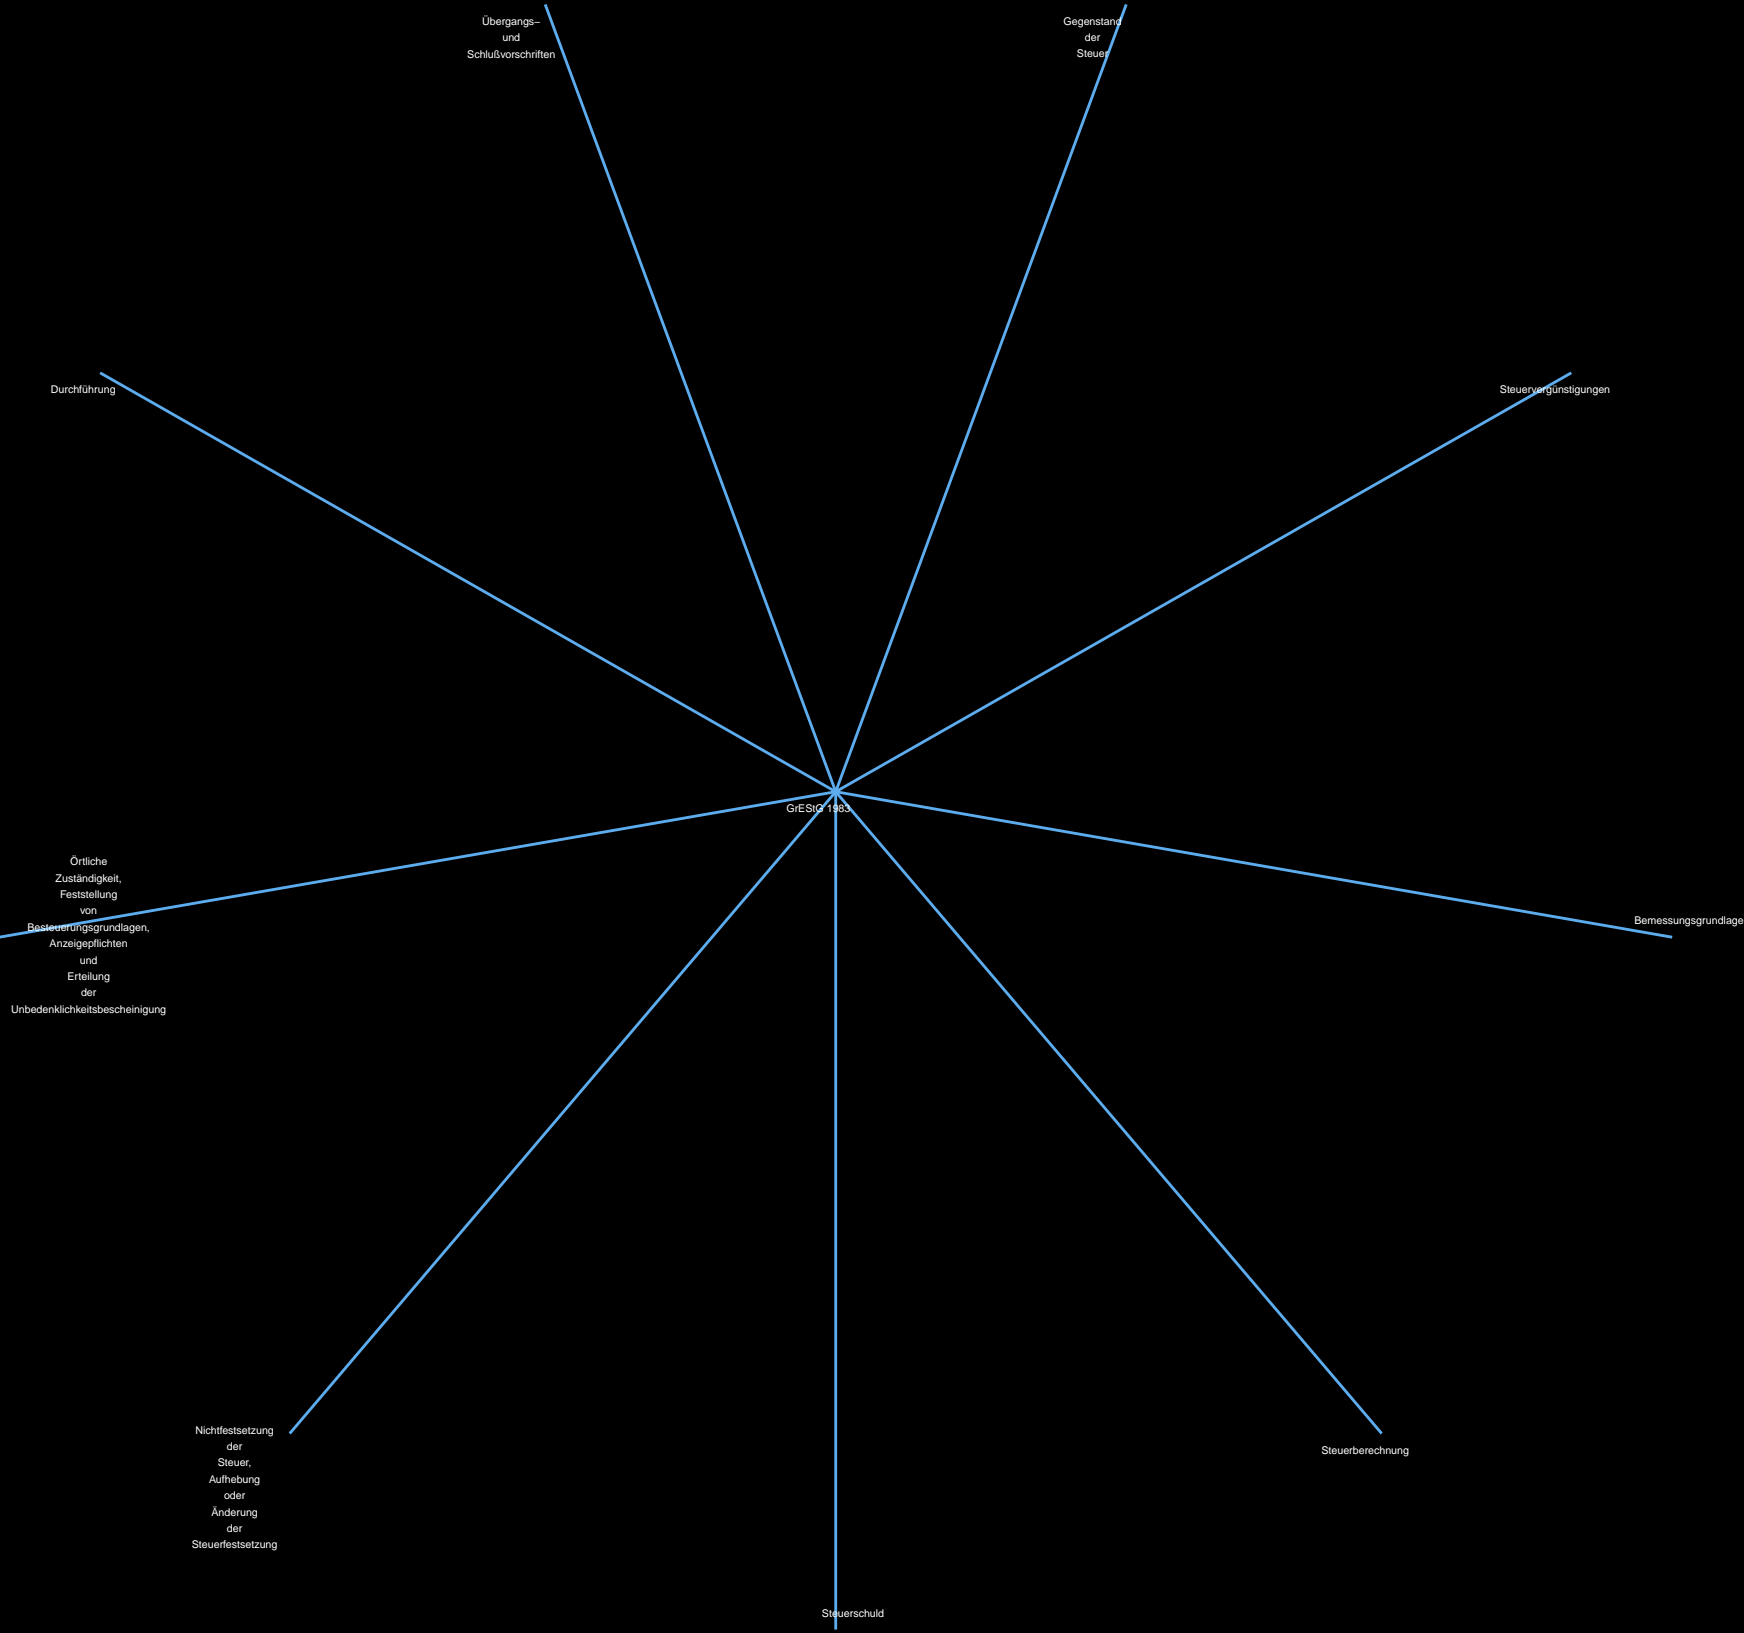 Übergangs–
und
Schlußvorschriften
Gegenstand
der
Steuer
Durchführung
Steuervergünstigungen
GrEStG 1983
Örtliche
Zuständigkeit,
Feststellung
von
Besteuerungsgrundlagen,
Anzeigepflichten
und
Erteilung
der
Unbedenklichkeitsbescheinigung
Bemessungsgrundlage
Nichtfestsetzung
der
Steuer,
Aufhebung
oder
Änderung
der
Steuerfestsetzung
Steuerberechnung
Steuerschuld